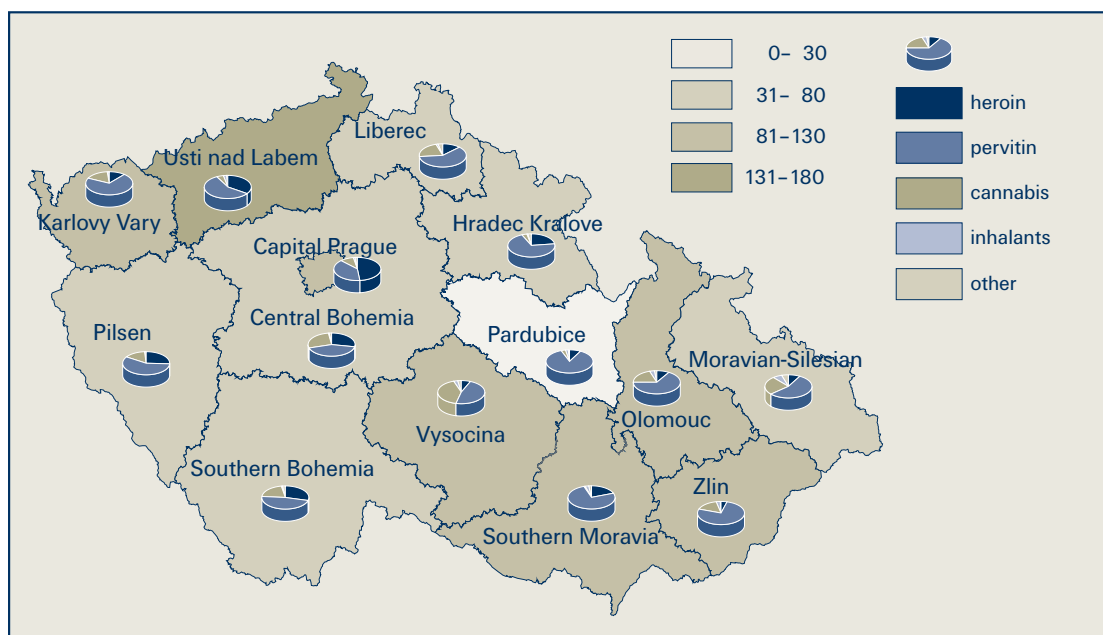 0– 30
31– 80
81–130
131–180
heroin
pervitin
cannabis
inhalants
other
Liberec
Usti nad Labem
Karlovy Vary
Hradec Kralove
Capital Prague
Central Bohemia
Pilsen
Pardubice
Moravian-Silesian
Olomouc
Vysocina
Southern Bohemia
Zlin
Southern Moravia